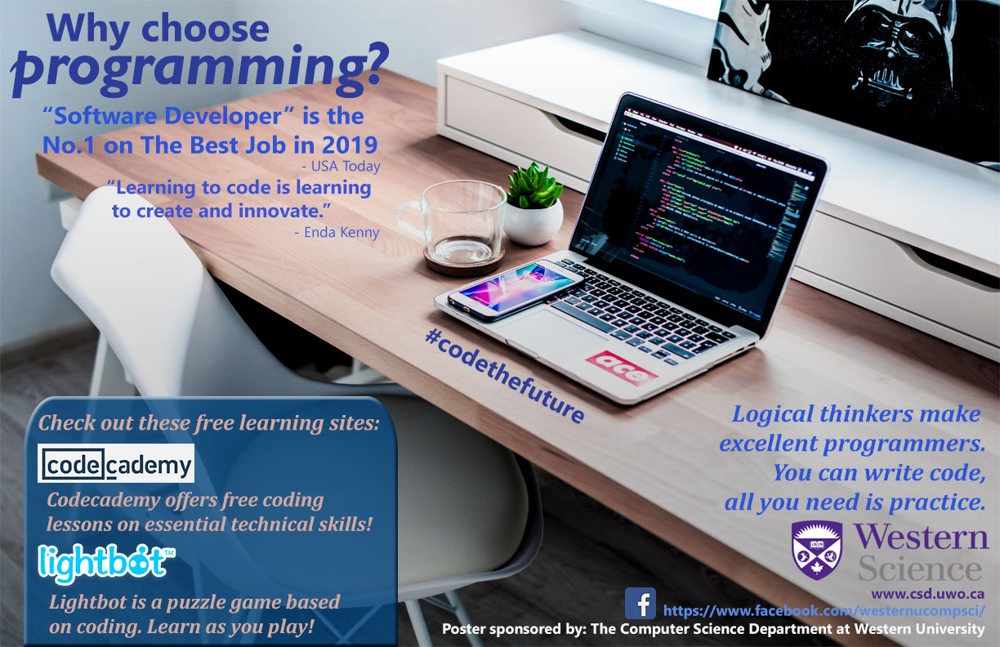 Why choose
programming?
“Software Developer” is the
No.1 on The Best Job in 2019
- USA Today
“Learning to code is learning
to create and innovate.”
- Enda Kenny
ace
#codethefuture
Check out these free learning sites:
codecademy
Codecademy offers free coding
lessons on essential technical skills!
lightbot™
Lightbot is a puzzle game based
on coding. Learn as you play!
Logical thinkers make
excellent programmers.
You can write code,
all you need is practice.
Western
Science
www.csd.uwo.ca
f https://www.facebook.com/westernucompsci/
Poster sponsored by: The Computer Science Department at Western University